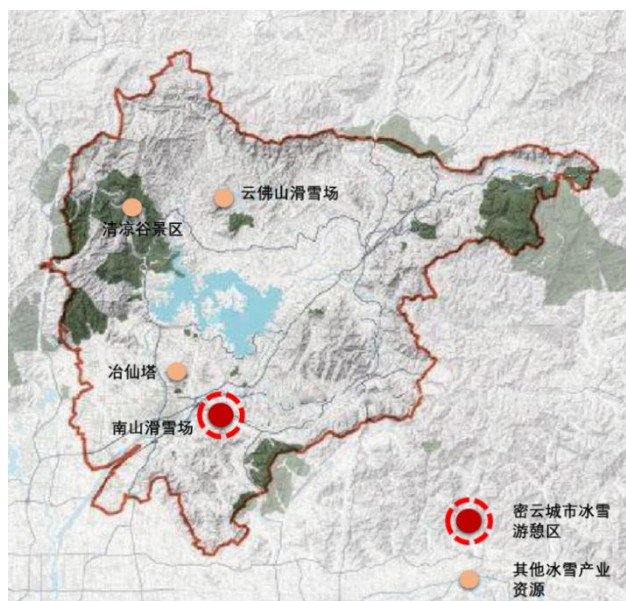 云佛山滑雪场
清凉谷景区
冶仙塔
南山滑雪场
密云城市冰雪
游憩区
其他冰雪产业
资源